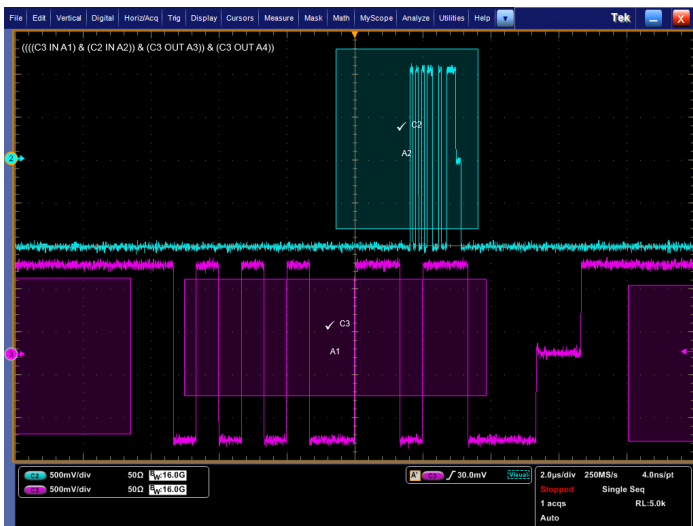 File Edit Vertical Digital Horiz/Acq Trig Display Cursors Measure Mask Math MyScope Analyze Utilities Help Tek X
((((C3 IN A1) & (C2 IN A2)) & (C3 OUT A3)) & (C3 OUT A4))
C2
A2
2
C3
A1
3
C2 500mV/div 50Ω BW:16.0G
C3 500mV/div 50Ω BW:16.0G
A' C3 30.0mV Visual
2.0µs/div 250MS/s 4.0ns/pt
Stopped Single Seq
1 acqs RL:5.0k
Auto